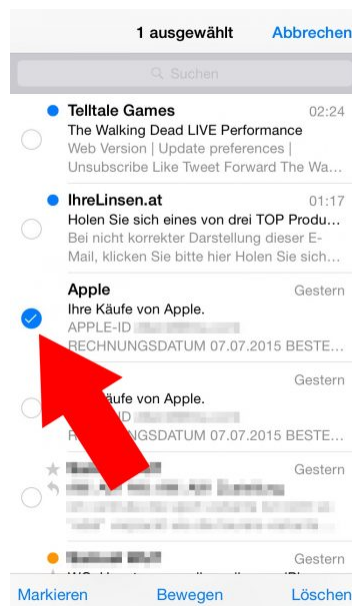 1 ausgewählt Abbrechen
Suchen
Telltale Games 02:24
The Walking Dead LIVE Performance
Web Version | Update preferences |
Unsubscribe Like Tweet Forward The Wa...
IhreLinsen.at 01:17
Holen Sie sich eines von drei TOP Produ...
Bei nicht korrekter Darstellung dieser E-
Mail, klicken Sie bitte hier Holen Sie sich...
Apple Gestern
Ihre Käufe von Apple.
APPLE-ID
RECHNUNGSDATUM 07.07.2015 BESTE...
Gestern
äufe von Apple.
ID
NGSDATUM 07.07.2015 BESTE...
Gestern
Gestern
Markieren Bewegen Löschen